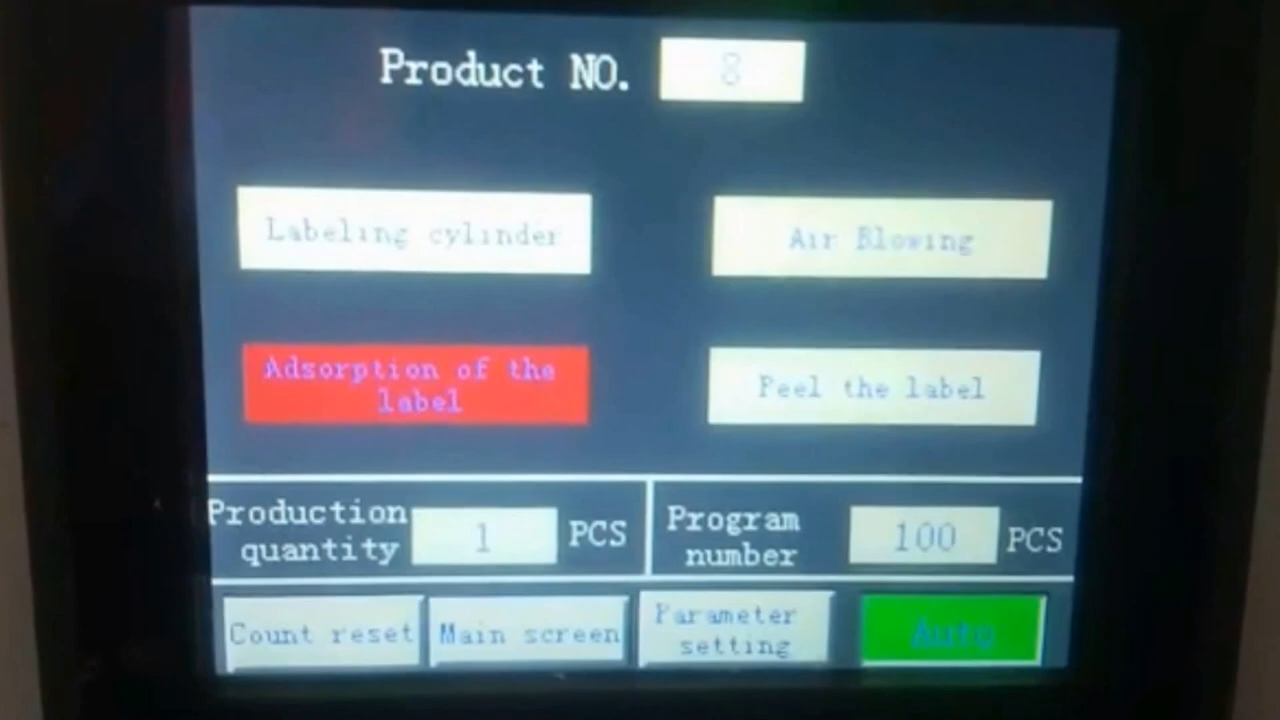 Product NO. 8
Labeling cylinder
Air Blowing
Adsorption of the
label
Peel the label
Production
quantity
1 PCS
Program
number
100 PCS
Count reset
Main screen
Parameter
setting
Auto